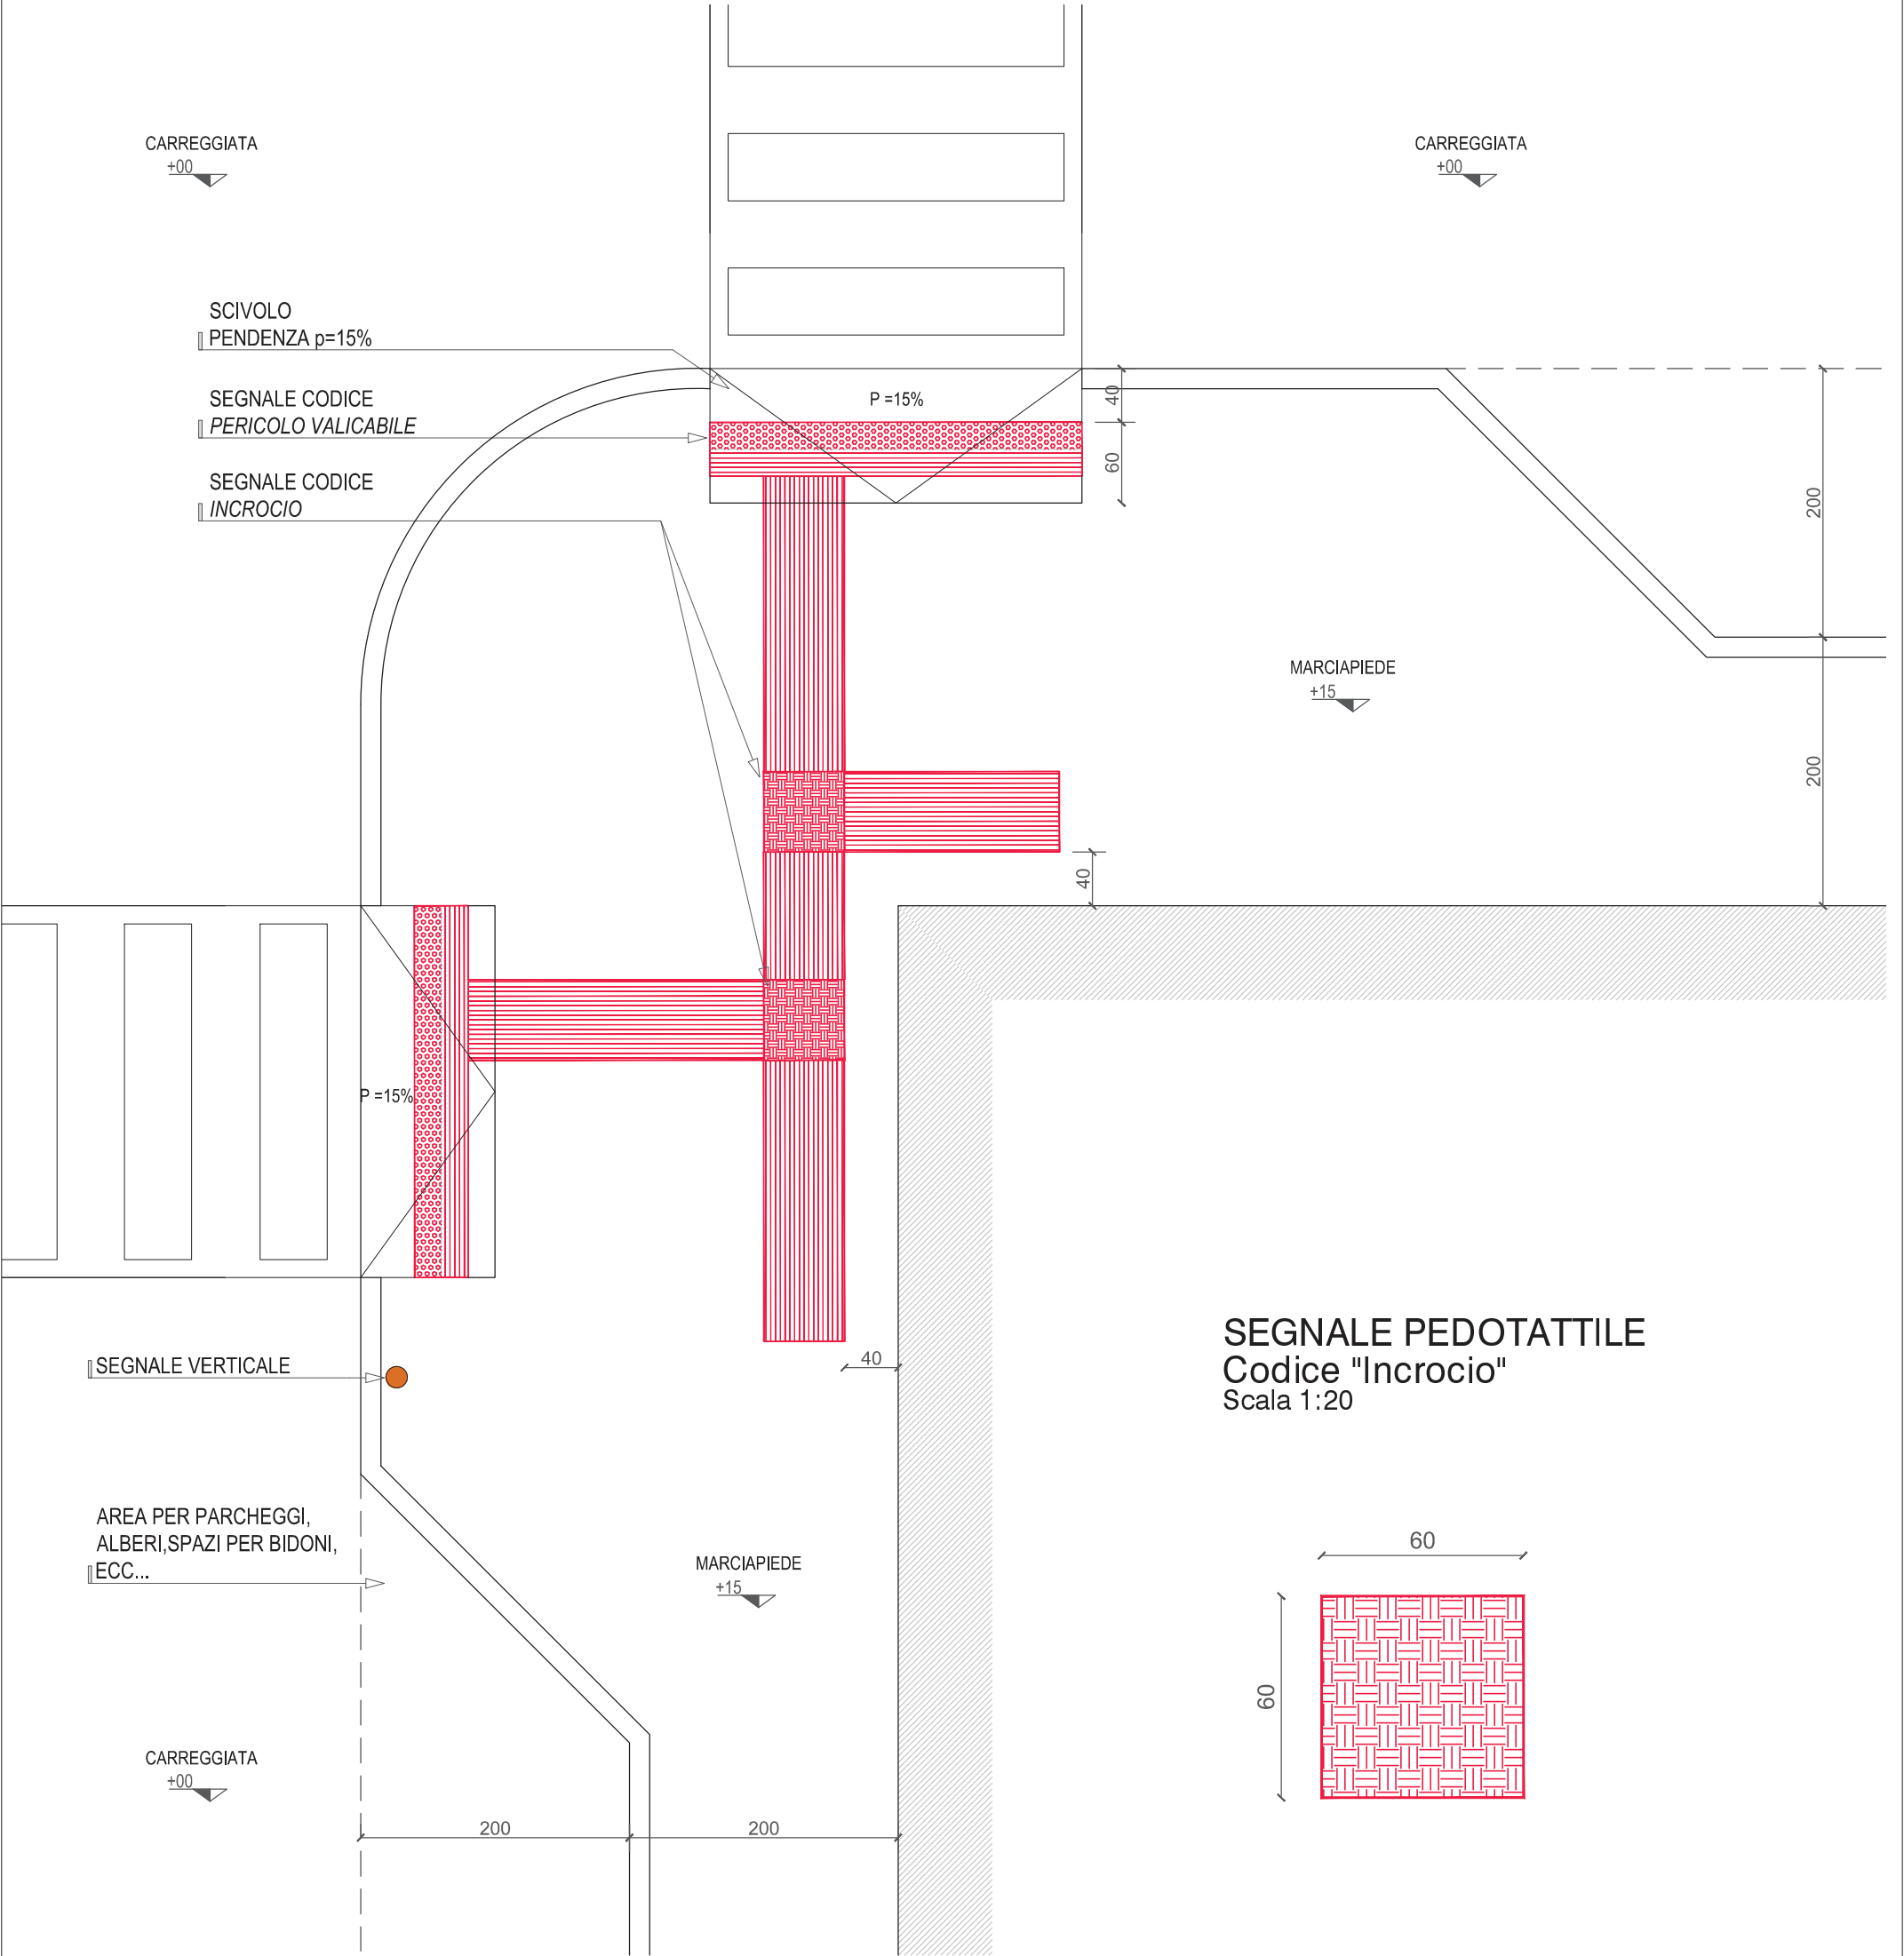 CARREGGIATA
+00
CARREGGIATA
+00
SCIVOLO
PENDENZA p=15%
SEGNALE CODICE
PERICOLO VALICABILE
SEGNALE CODICE
INCROCIO
P =15%
40
60
200
MARCIAPIEDE
+15
200
40
P =15%
SEGNALE VERTICALE
40
SEGNALE PEDOTATTILE
Codice "Incrocio"
Scala 1:20
AREA PER PARCHEGGI,
ALBERI,SPAZI PER BIDONI,
ECC...
MARCIAPIEDE
+15
60
60
CARREGGIATA
+00
200
200